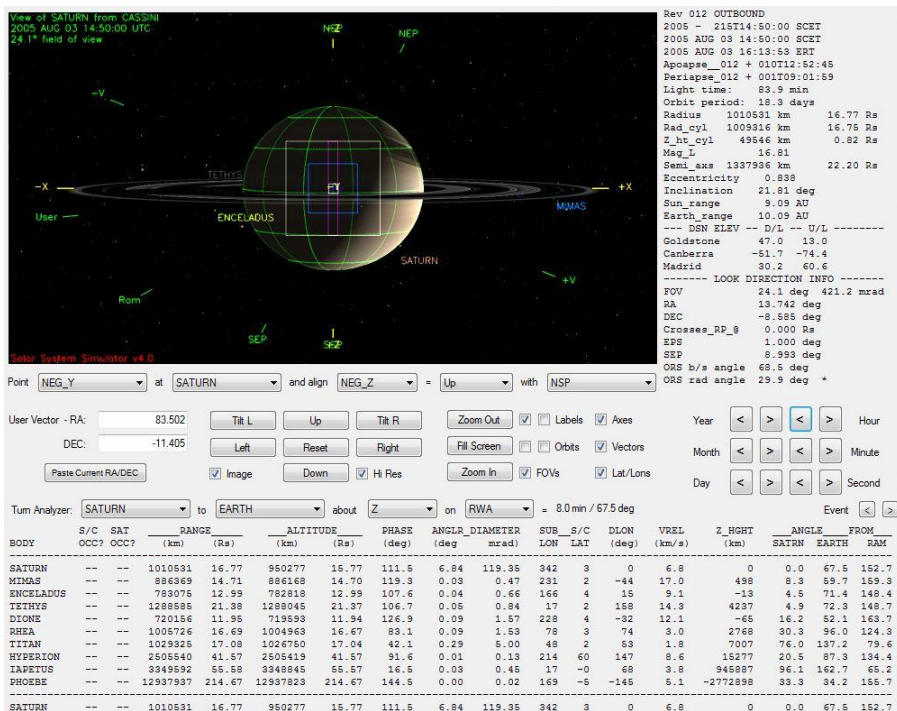 View of SATURN from CASSINI
2005 AUG 03 14:50:00 UTC
24.1° field of view
NEP
-V
TETHYS
-X
-Y
+X
MIMAS
User
ENCELADUS
SATURN
+V
Ram
SEP
Solar System Simulator v4.0
Rev 012 OUTBOUND
2005 - 215T14:50:00 SCET
2005 AUG 03 14:50:00 SCET
2005 AUG 03 16:13:53 ERT
Apoapse__012 + 010T12:52:45
Periapse_012 + 001T09:01:59
Light time: 83.9 min
Orbit period: 18.3 days
Radius 1010531 km 16.77 Rs
Rad_cyl 1009316 km 16.75 Rs
Z_ht_cyl 49546 km 0.82 Rs
Mag_L 16.81
Semi_axs 1337936 km 22.20 Rs
Eccentricity 0.838
Inclination 21.81 deg
Sun_range 9.09 AU
Earth_range 10.09 AU
--- DSN ELEV -- D/L -- U/L --------
Goldstone 47.0 13.0
Canberra -51.7 -74.4
Madrid 30.2 60.6
------- LOOK DIRECTION INFO -------
FOV 24.1 deg 421.2 mrad
RA 13.742 deg
DEC -8.585 deg
Crosses_RP_@ 0.000 Rs
EPS 1.000 deg
SEP 8.993 deg
ORS b/s angle 68.5 deg
ORS rad angle 29.9 deg *
Point NEG_Y at SATURN and align NEG_Z = Up with NSP
User Vector - RA: 83.502 Tilt L Up Tilt R Zoom Out Labels Axes Year < > < > Hour
DEC: -11.405 Left Reset Right Fill Screen Orbits Vectors Month < > < > Minute
Paste Current RA/DEC Image Down Hi Res Zoom In FOVs Lat/Lons Day < > < > Second
Turn Analyzer: SATURN to EARTH about Z on RWA = 8.0 min / 67.5 deg Event < >
S/C SAT __RANGE__ __ALTITUDE__ PHASE ANGLR_DIAMETER SUB__S/C DLON VREL Z_HGHT __ANGLE__FROM__
BODY OCC? OCC? (km) (Rs) (km) (Rs) (deg) (deg mrad) LON LAT (deg) (km/s) (km) SATRN EARTH RAM
SATURN -- -- 1010531 16.77 950277 15.77 111.5 6.84 119.35 342 3 0 6.8 0 0.0 67.5 152.7
MIMAS -- -- 886369 14.71 886168 14.70 119.3 0.03 0.47 231 2 -44 17.0 498 8.3 59.7 159.3
ENCELADUS -- -- 783075 12.99 782818 12.99 107.6 0.04 0.66 166 4 15 9.1 -13 4.5 71.4 148.4
TETHYS -- -- 1288585 21.38 1288045 21.37 106.7 0.05 0.84 17 2 158 14.3 4237 4.9 72.3 148.7
DIONE -- -- 720156 11.95 719593 11.94 126.9 0.09 1.57 228 4 -32 12.1 -65 16.2 52.1 163.7
RHEA -- -- 1005726 16.69 1004963 16.67 83.1 0.09 1.53 78 3 74 3.0 2768 30.3 96.0 124.3
TITAN -- -- 1029325 17.08 1026750 17.04 42.1 0.29 5.00 48 2 53 1.8 7007 76.0 137.2 79.6
HYPERION -- -- 2505540 41.57 2505419 41.57 91.6 0.01 0.13 214 60 147 8.6 15277 20.5 87.3 134.4
IAPETUS -- -- 3349592 55.58 3348845 55.57 16.5 0.03 0.45 17 -0 68 3.8 945887 96.1 162.7 65.2
PHOEBE -- -- 12937937 214.67 12937823 214.67 144.5 0.00 0.02 169 -5 -145 5.1 -2772898 33.3 34.2 155.7
SATURN -- -- 1010531 16.77 950277 15.77 111.5 6.84 119.35 342 3 0 6.8 0 0.0 67.5 152.7